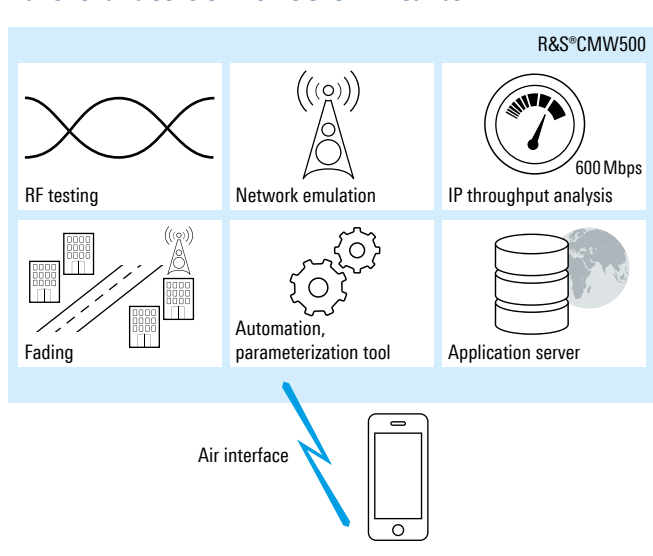 R&S®CMW500
RF testing
Network emulation
600 Mbps
IP throughput analysis
Fading
Automation,
parameterization tool
Application server
Air interface